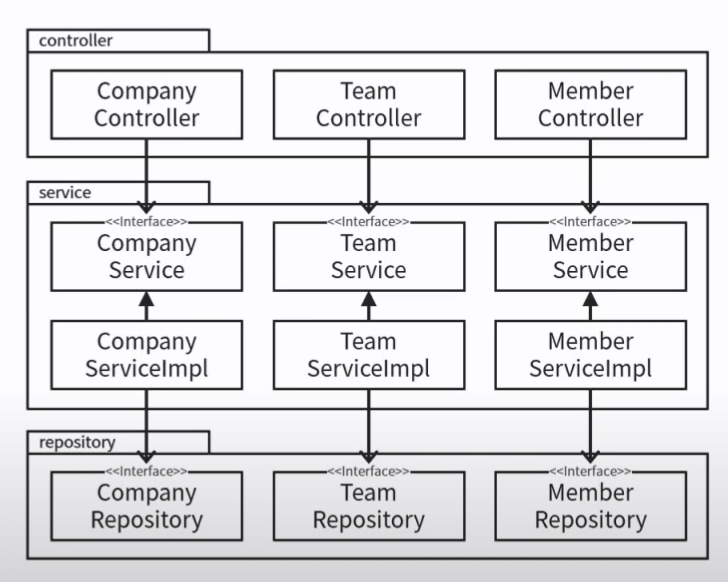 controller
Company
Controller
Team
Controller
Member
Controller
service
<<Interface>>
Company
Service
<<Interface>>
Team
Service
<<Interface>>
Member
Service
Company
ServiceImpl
Team
ServiceImpl
Member
ServiceImpl
repository
<<Interface>>
Company
Repository
<<Interface>>
Team
Repository
<<Interface>>
Member
Repository